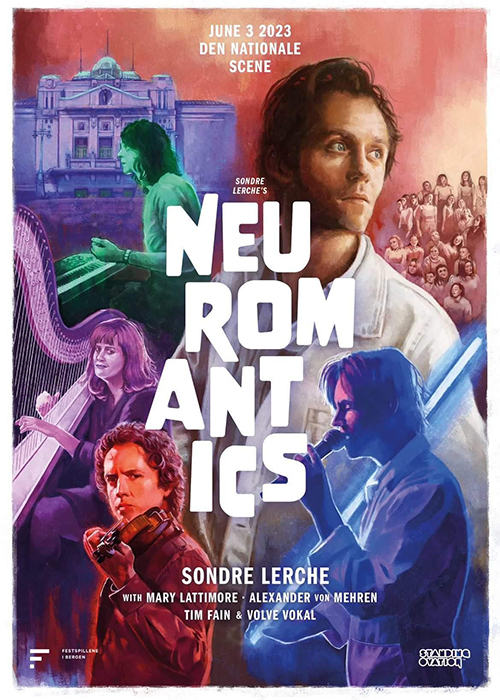 JUNE 3 2023
DEN NATIONALE
SCENE
SONDRE
LERCHE'S
NEU
ROM
ANT
ICS
SONDRE LERCHE
WITH MARY LATTIMORE · ALEXANDER VON MEHREN
TIM FAIN & VOLVE VOKAL
FESTSPILLENE
I BERGEN
STANDING
OVATION